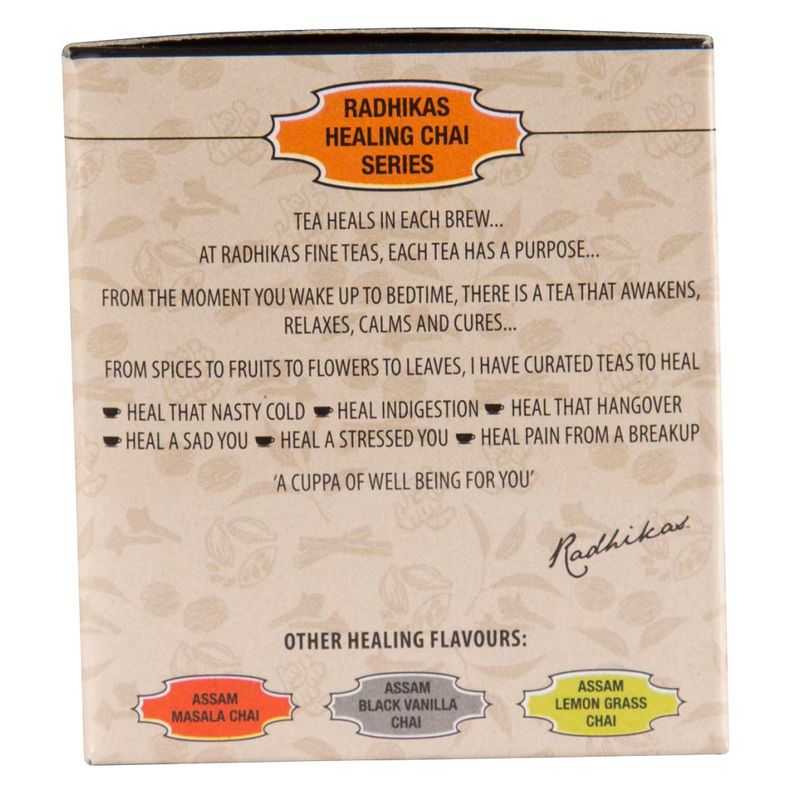 RADHIKAS
HEALING CHAI
SERIES
TEA HEALS IN EACH BREW...
AT RADHIKAS FINE TEAS, EACH TEA HAS A PURPOSE...
FROM THE MOMENT YOU WAKE UP TO BEDTIME, THERE IS A TEA THAT AWAKENS,
RELAXES, CALMS AND CURES...
FROM SPICES TO FRUITS TO FLOWERS TO LEAVES, I HAVE CURATED TEAS TO HEAL
HEAL THAT NASTY COLD HEAL INDIGESTION HEAL THAT HANGOVER
HEAL A SAD YOU HEAL A STRESSED YOU HEAL PAIN FROM A BREAKUP
'A CUPPA OF WELL BEING FOR YOU'
Radhikas
OTHER HEALING FLAVOURS:
ASSAM
MASALA CHAI
ASSAM
BLACK VANILLA
CHAI
ASSAM
LEMON GRASS
CHAI